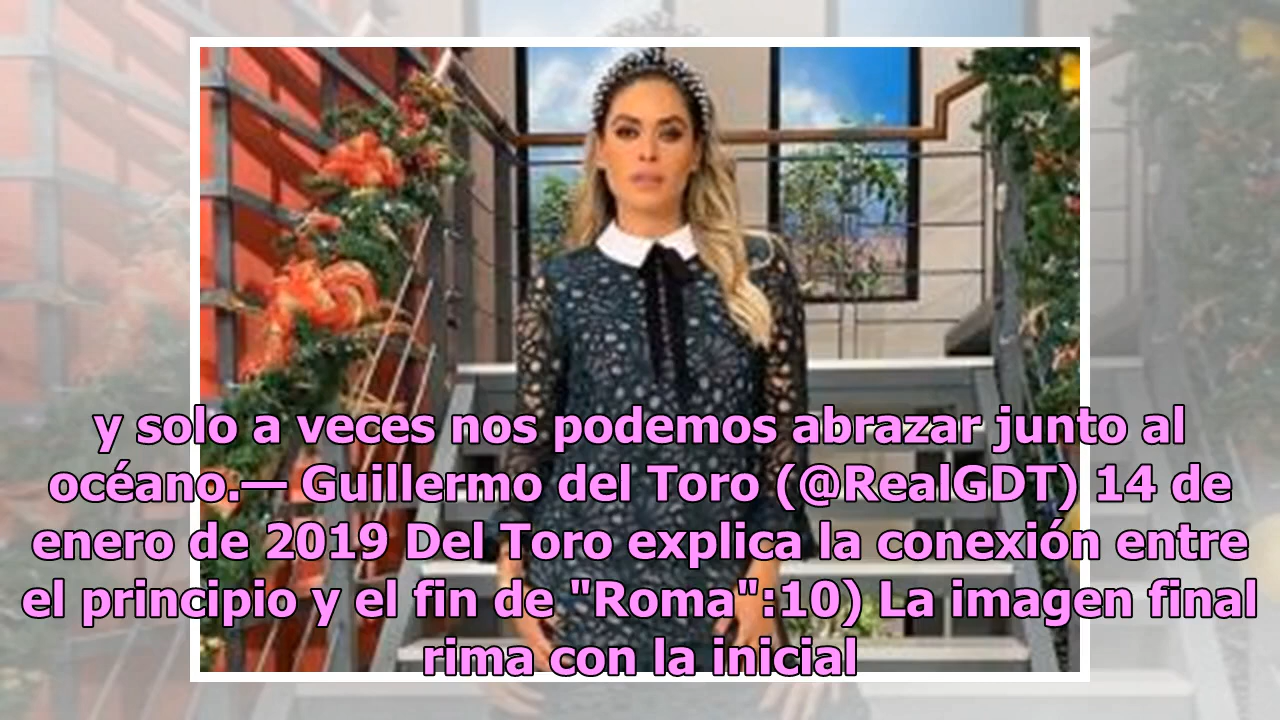 y solo a veces nos podemos abrazar junto al
océano.— Guillermo del Toro (@RealGDT) 14 de
enero de 2019 Del Toro explica la conexión entre
el principio y el fin de "Roma":10) La imagen final
rima con la inicial